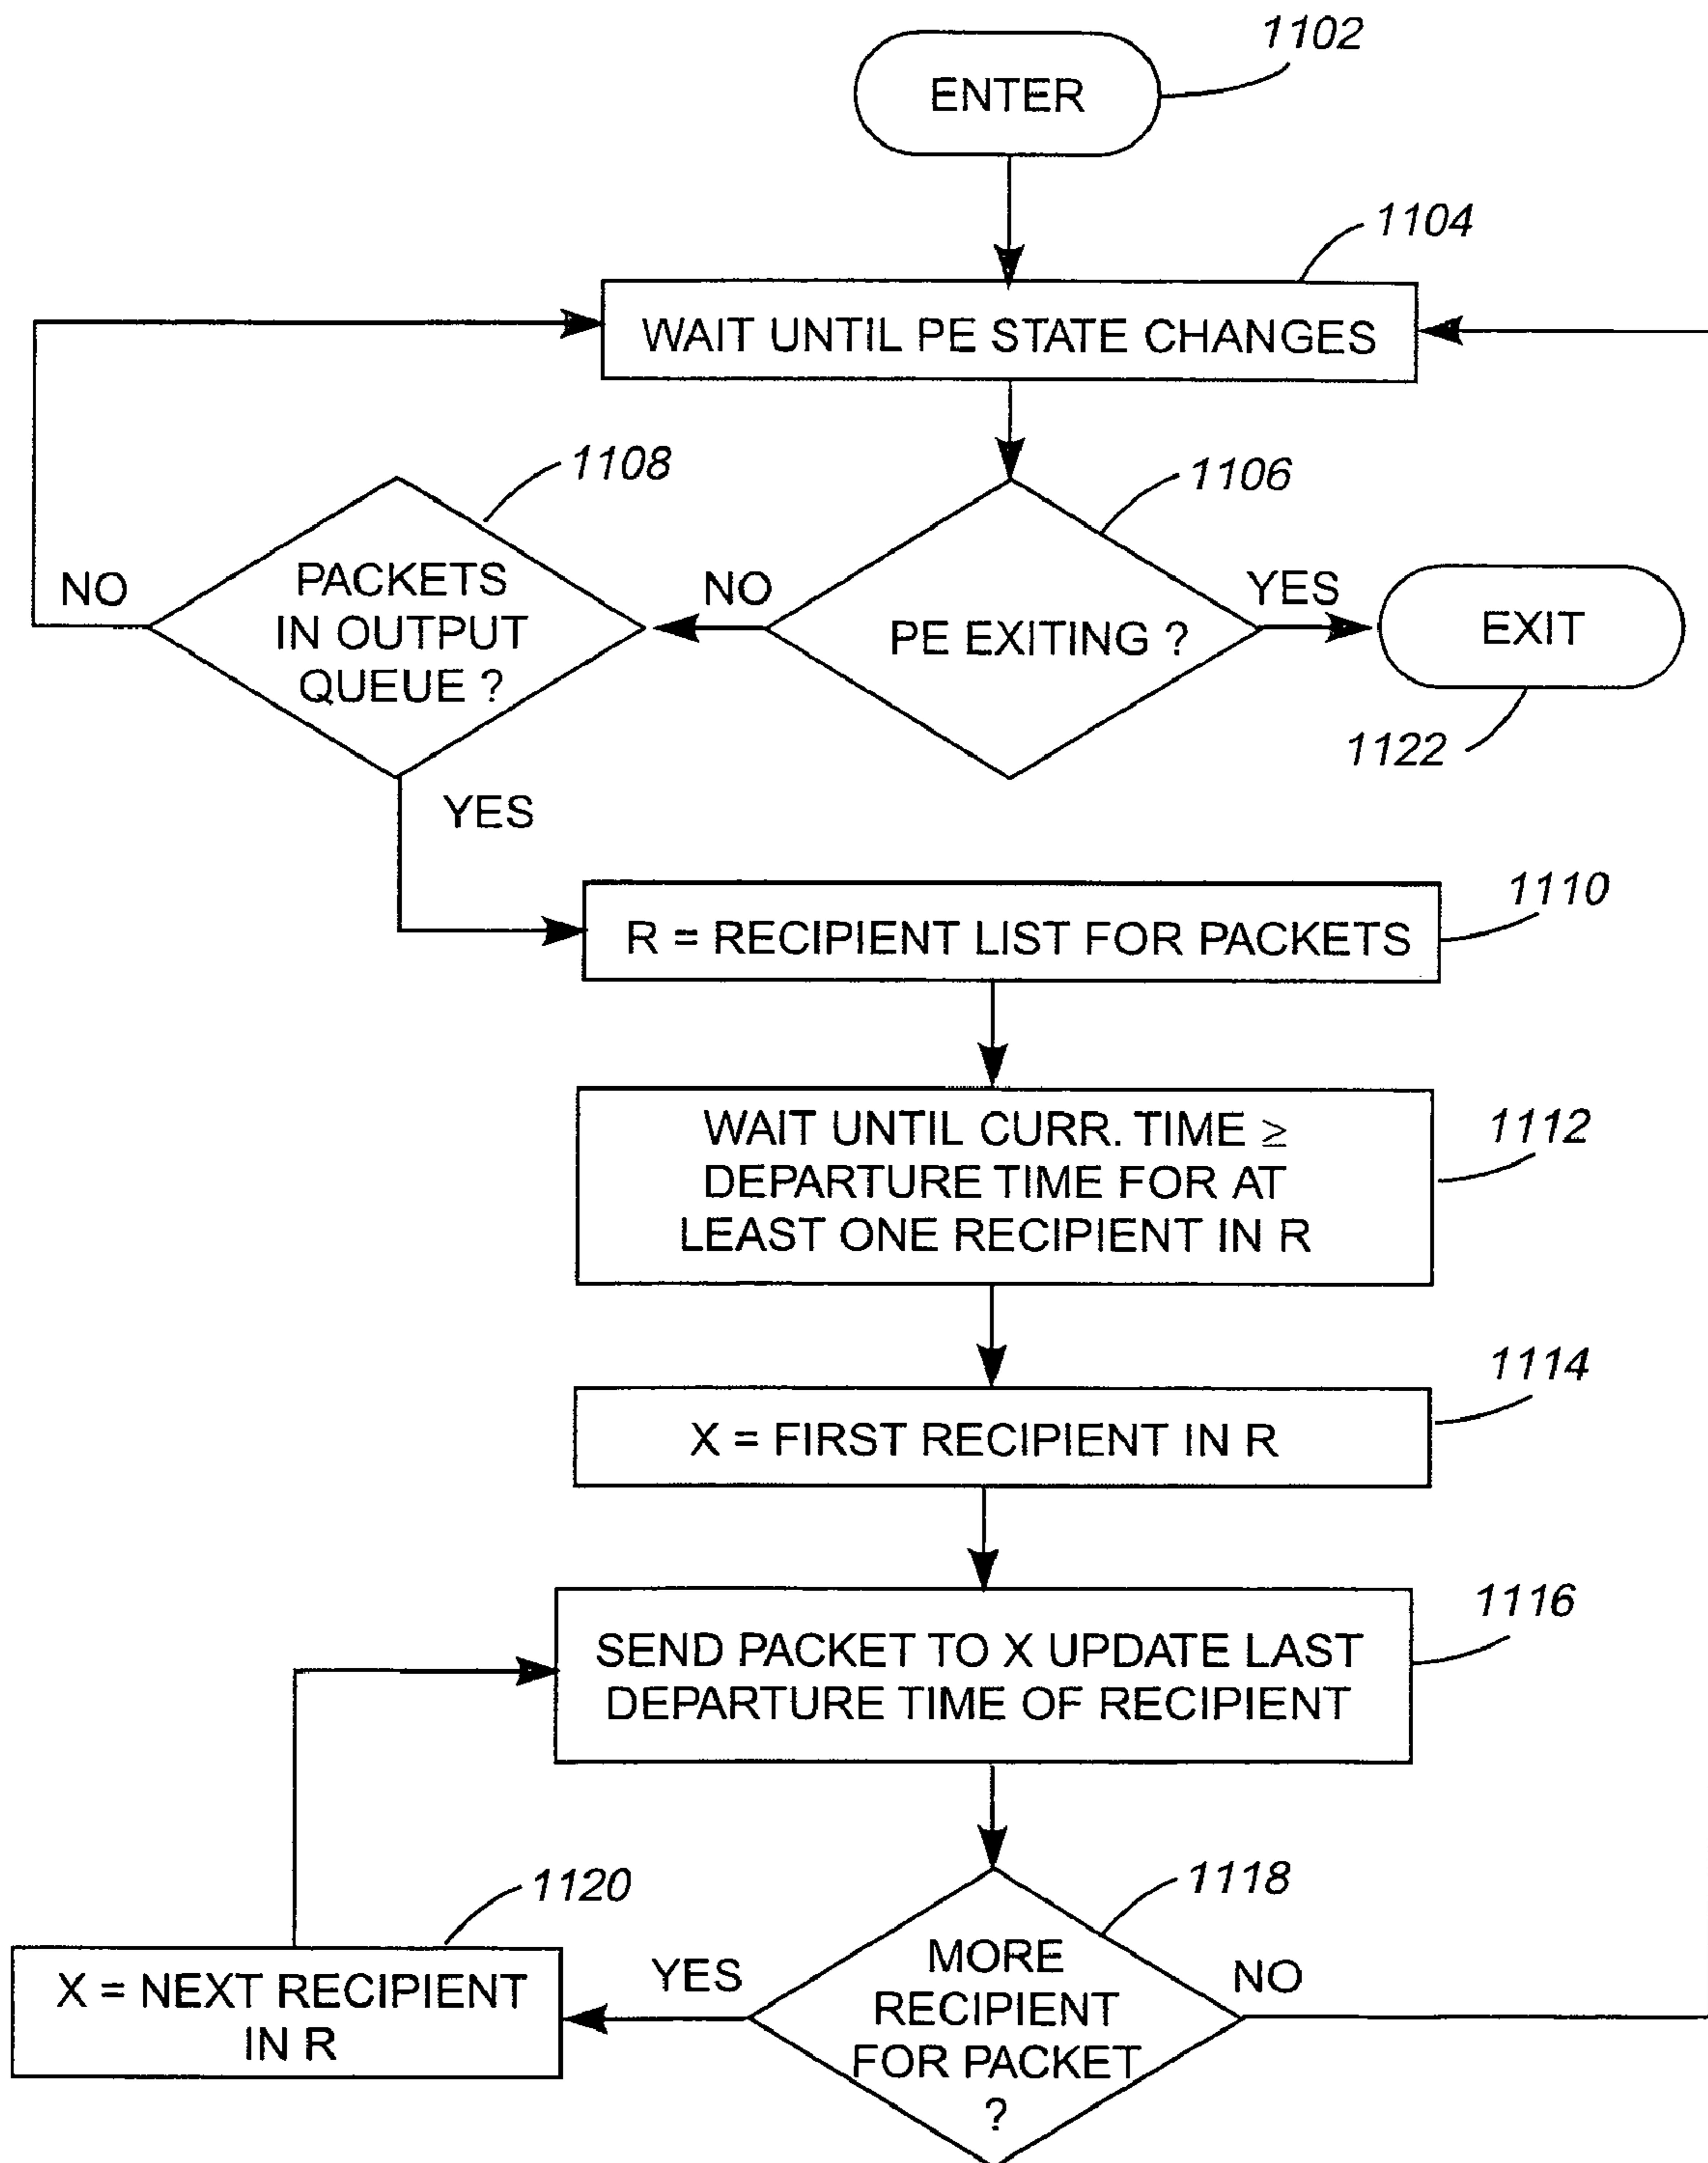 1102
ENTER
1104
WAIT UNTIL PE STATE CHANGES
1108
1106
NO
PACKETS
IN OUTPUT
QUEUE ?
NO
PE EXITING ?
YES
EXIT
1122
YES
1110
R = RECIPIENT LIST FOR PACKETS
1112
WAIT UNTIL CURR. TIME ≥
DEPARTURE TIME FOR AT
LEAST ONE RECIPIENT IN R
1114
X = FIRST RECIPIENT IN R
1116
SEND PACKET TO X UPDATE LAST
DEPARTURE TIME OF RECIPIENT
1120
1118
X = NEXT RECIPIENT
IN R
YES
MORE
RECIPIENT
FOR PACKET
?
NO